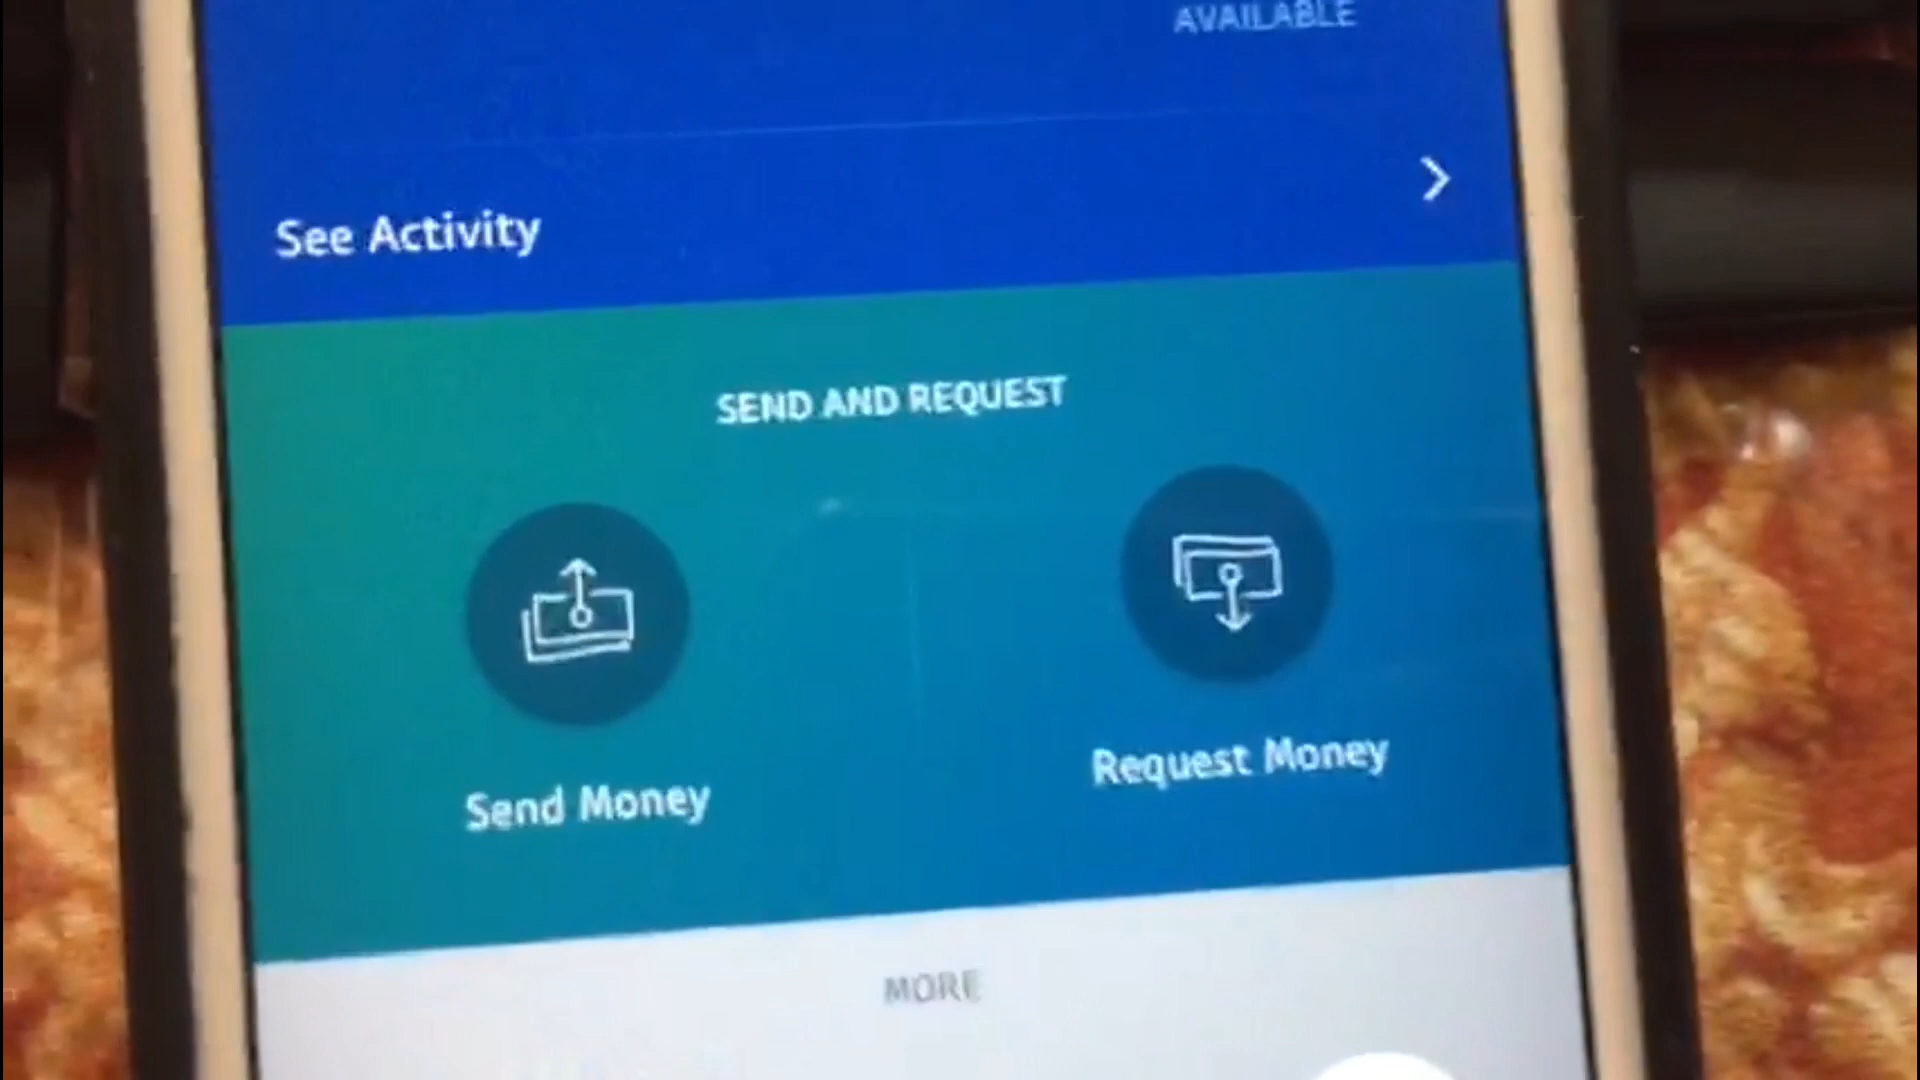 AVAILABLE
See Activity
SEND AND REQUEST
Send Money
Request Money
MORE